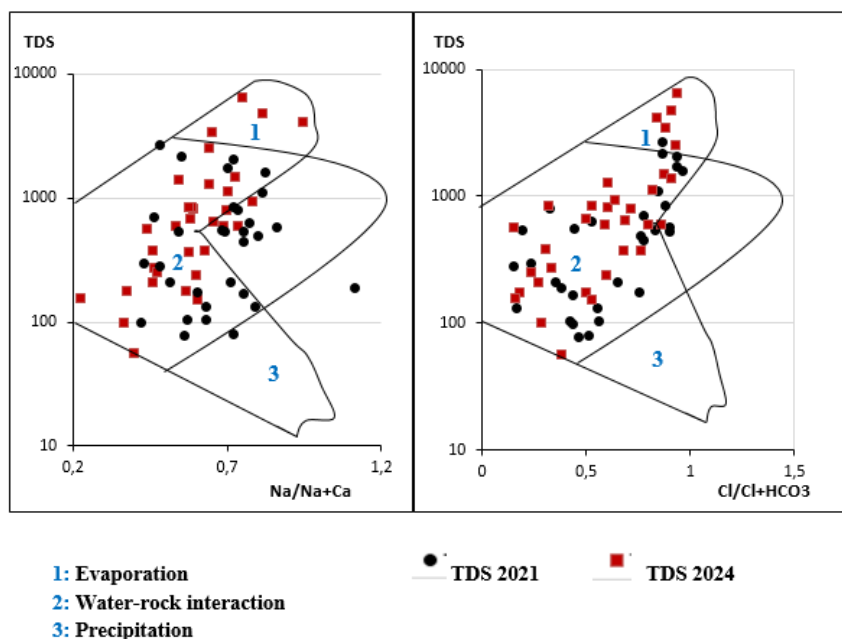 TDS
10000
1000
100
10
0,2
0,7
1,2
Na/Na+Ca
1
2
3
TDS
10000
1000
100
10
0
0,5
1
1,5
Cl/Cl+HCO3
1
2
3
1: Evaporation
2: Water-rock interaction
3: Precipitation
TDS 2021
TDS 2024